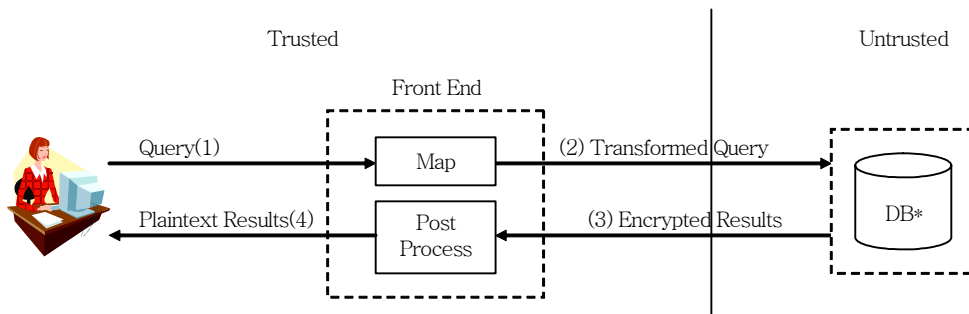 Trusted
Untrusted
Front End
Query(1)
Map
(2) Transformed Query
Plaintext Results(4)
Post
Process
(3) Encrypted Results
DB*